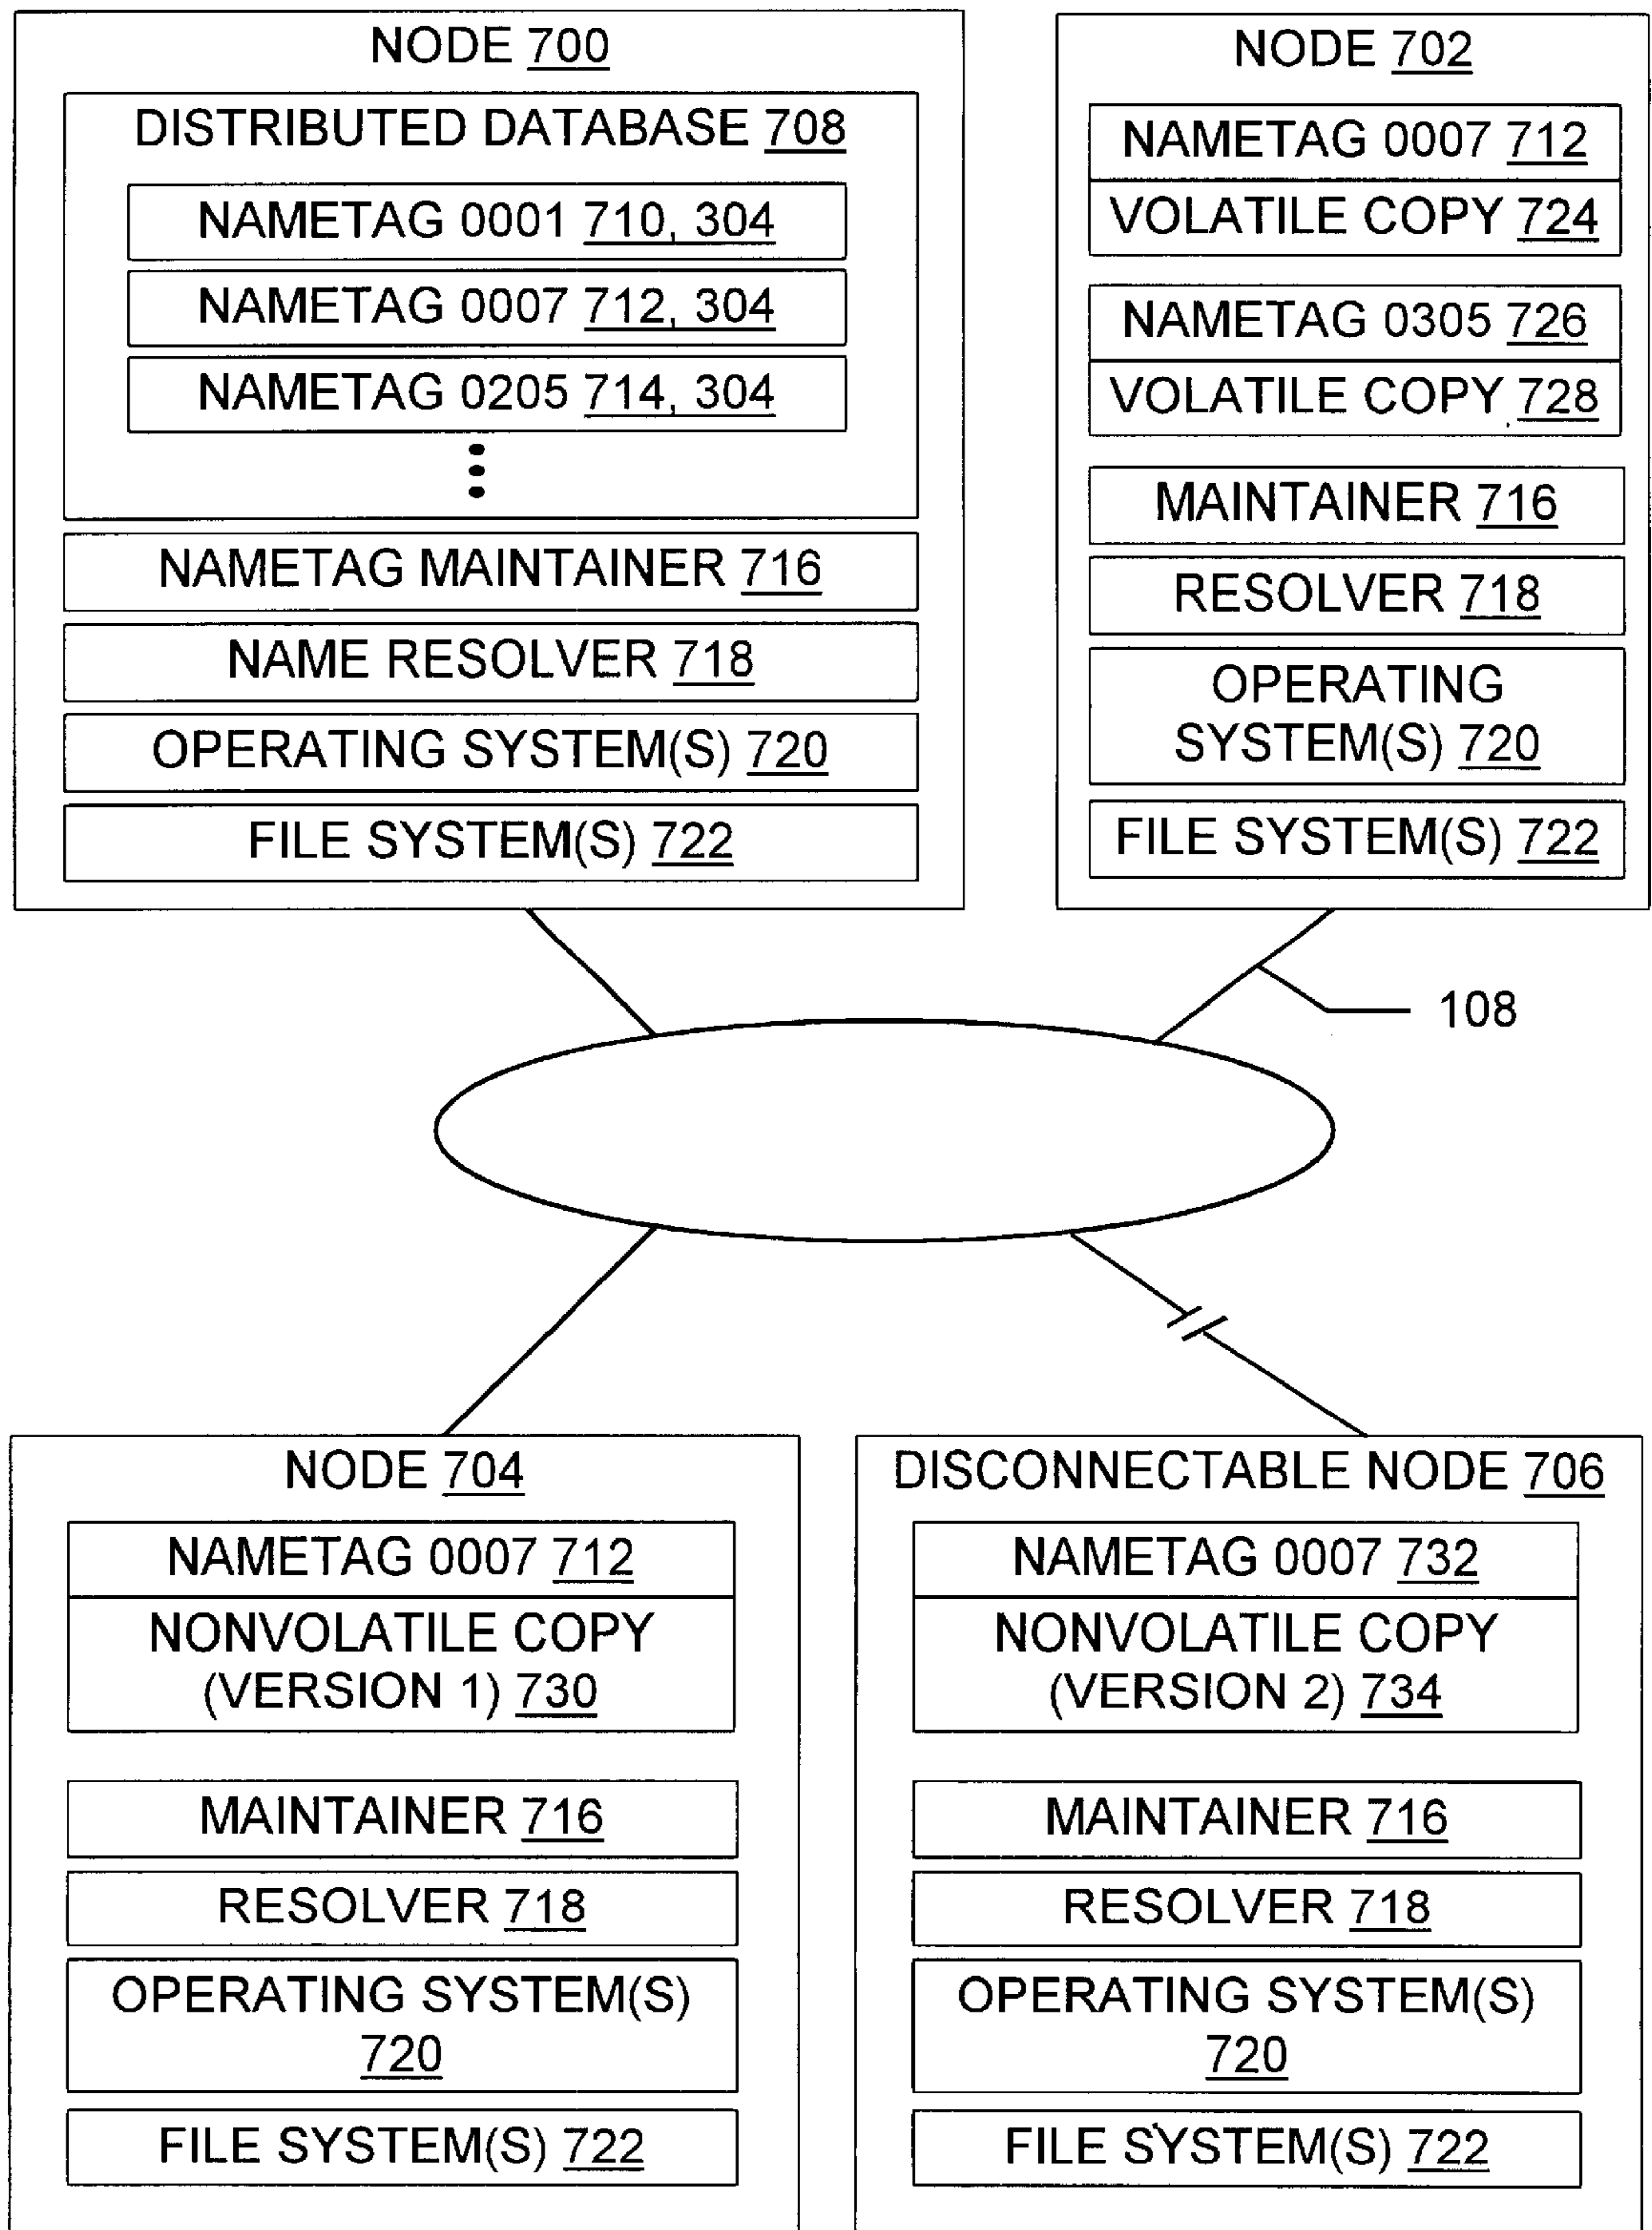 NODE 700
DISTRIBUTED DATABASE 708
NAMETAG 0001 710, 304
NAMETAG 0007 712, 304
NAMETAG 0205 714, 304
NAMETAG MAINTAINER 716
NAME RESOLVER 718
OPERATING SYSTEM(S) 720
FILE SYSTEM(S) 722
NODE 702
NAMETAG 0007 712
VOLATILE COPY 724
NAMETAG 0305 726
VOLATILE COPY 728
MAINTAINER 716
RESOLVER 718
OPERATING
SYSTEM(S) 720
FILE SYSTEM(S) 722
108
NODE 704
NAMETAG 0007 712
NONVOLATILE COPY
(VERSION 1) 730
MAINTAINER 716
RESOLVER 718
OPERATING SYSTEM(S)
720
FILE SYSTEM(S) 722
DISCONNECTABLE NODE 706
NAMETAG 0007 732
NONVOLATILE COPY
(VERSION 2) 734
MAINTAINER 716
RESOLVER 718
OPERATING SYSTEM(S)
720
FILE SYSTEM(S) 722